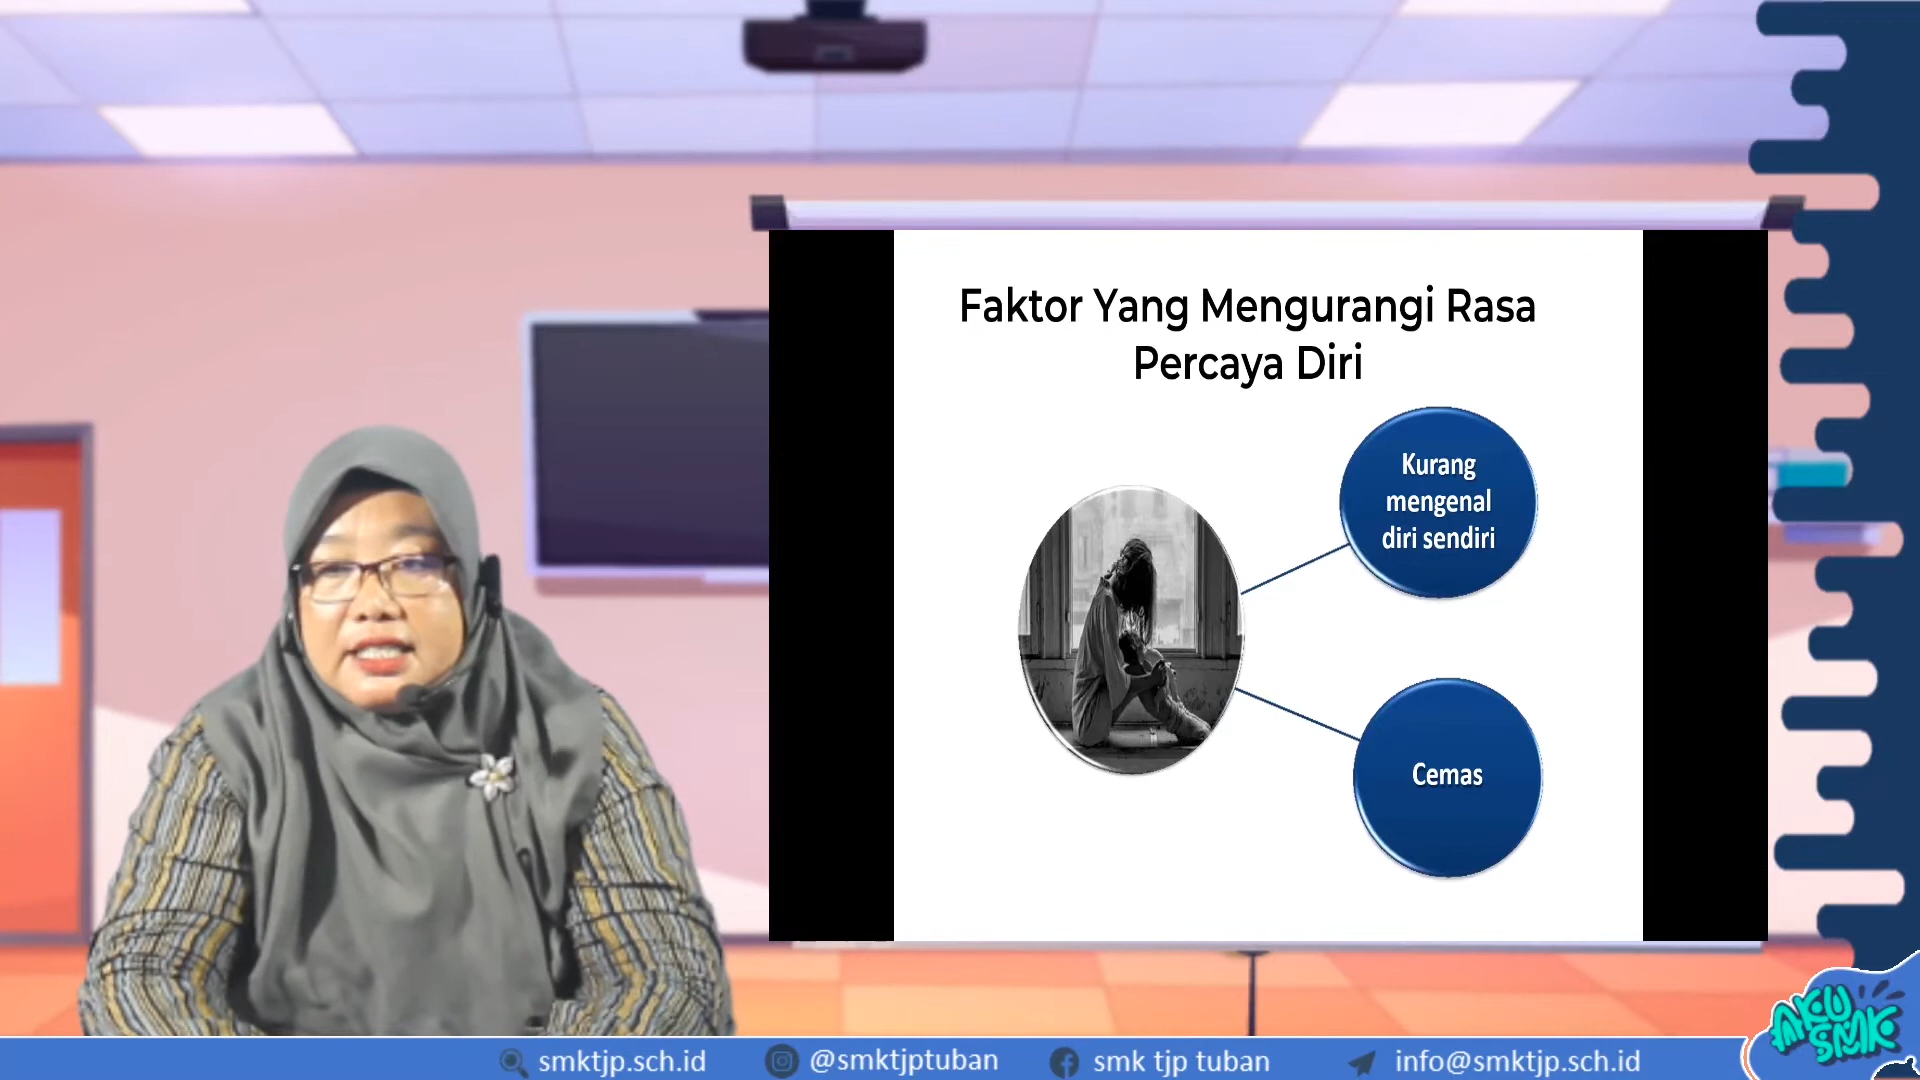 Faktor Yang Mengurangi Rasa
Percaya Diri
Kurang
mengenal
diri sendiri
Cemas
AKU
SMK
smktjp.sch.id
@smktjptuban
smk tjp tuban
info@smktjp.sch.id